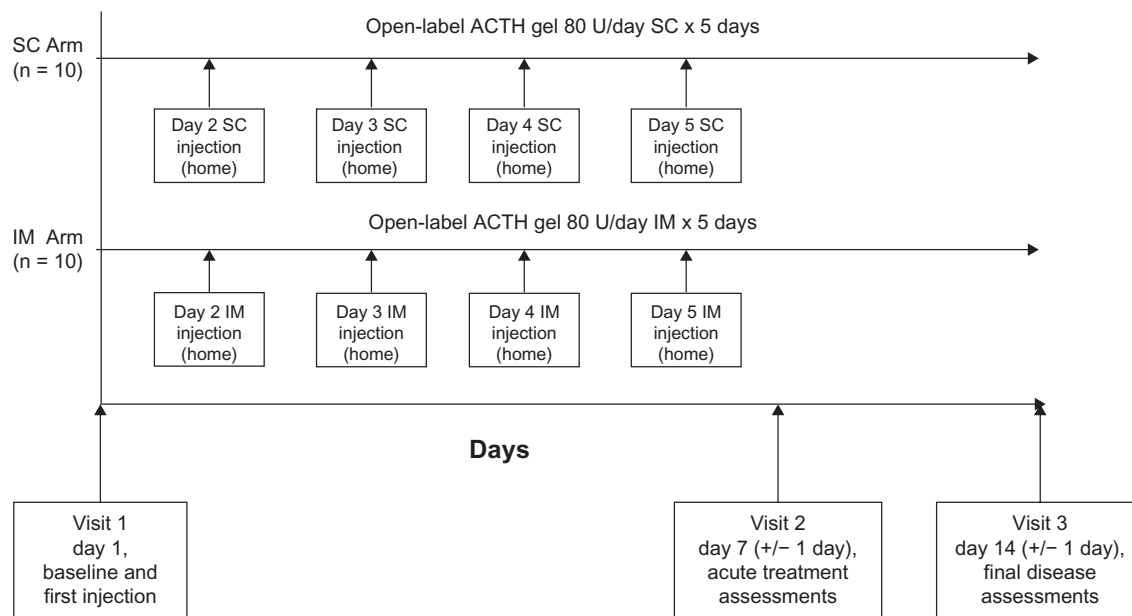 Open-label ACTH gel 80 U/day SC x 5 days
SC Arm
(n = 10)
Day 2 SC
injection
(home)
Day 3 SC
injection
(home)
Day 4 SC
injection
(home)
Day 5 SC
injection
(home)
Open-label ACTH gel 80 U/day IM x 5 days
IM Arm
(n = 10)
Day 2 IM
injection
(home)
Day 3 IM
injection
(home)
Day 4 IM
injection
(home)
Day 5 IM
injection
(home)
Days
Visit 1
day 1,
baseline and
first injection
Visit 2
day 7 (+/− 1 day),
acute treatment
assessments
Visit 3
day 14 (+/− 1 day),
final disease
assessments